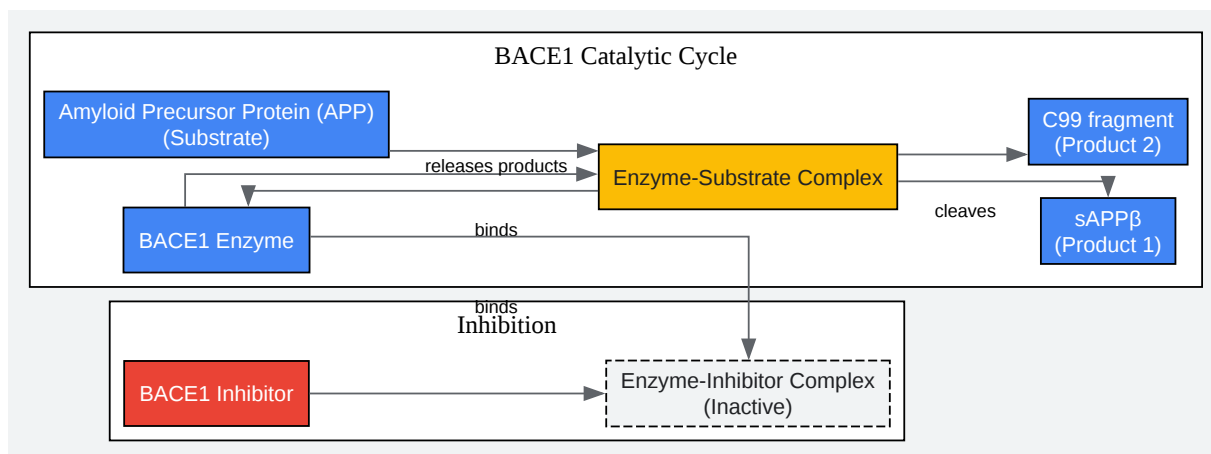 BACE1 Catalytic Cycle
Amyloid Precursor Protein (APP)
(Substrate)
C99 fragment
(Product 2)
releases products
Enzyme-Substrate Complex
cleaves
sAPPβ
(Product 1)
BACE1 Enzyme
binds
binds
Inhibition
BACE1 Inhibitor
Enzyme-Inhibitor Complex
(Inactive)